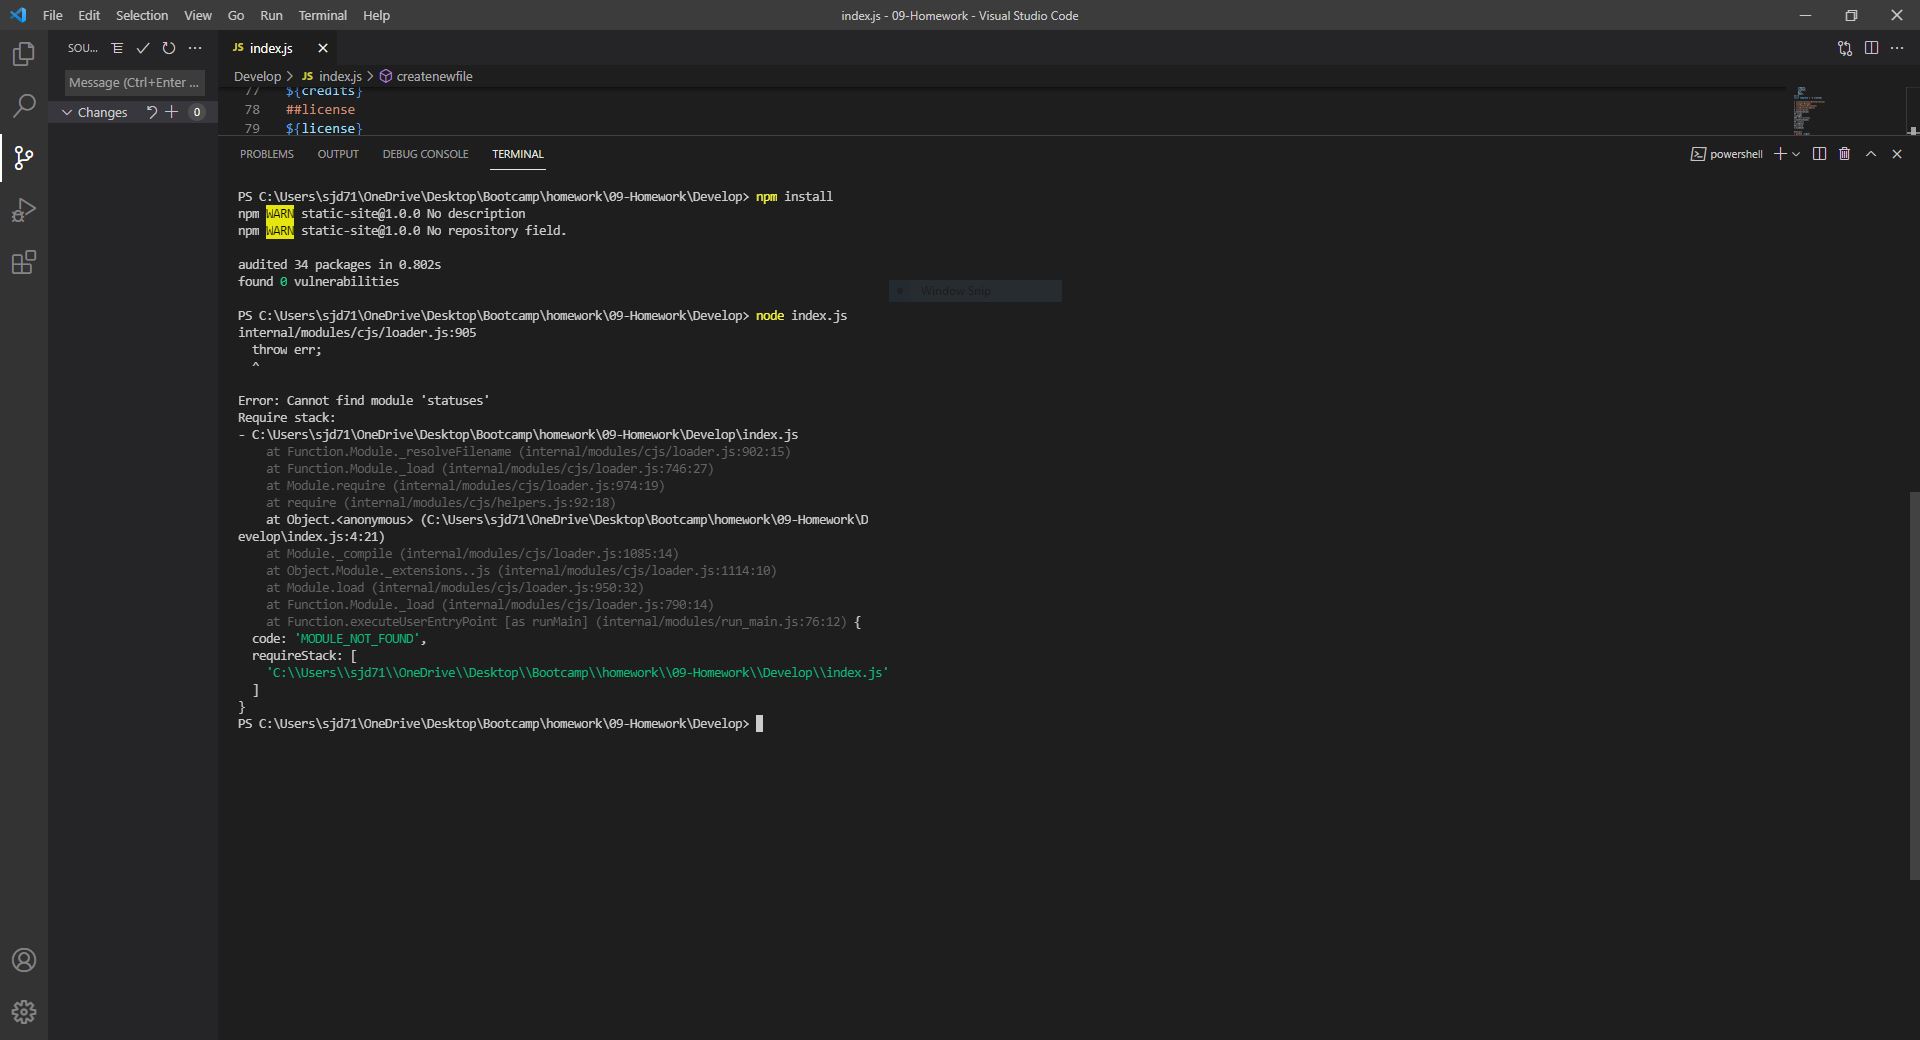 File Edit Selection View Go Run Terminal Help
index.js - 09-Homework - Visual Studio Code
SOU...
JS index.js
Message (Ctrl+Enter ...
Develop > JS index.js > createnewfile
Changes 0
77 ${credits}
78 ##license
79 ${license}
PROBLEMS OUTPUT DEBUG CONSOLE TERMINAL
powershell
PS C:\Users\sjd71\OneDrive\Desktop\Bootcamp\homework\09-Homework\Develop> npm install
npm WARN static-site@1.0.0 No description
npm WARN static-site@1.0.0 No repository field.
audited 34 packages in 0.802s
found 0 vulnerabilities
Window Snip
PS C:\Users\sjd71\OneDrive\Desktop\Bootcamp\homework\09-Homework\Develop> node index.js
internal/modules/cjs/loader.js:905
throw err;
^
Error: Cannot find module 'statuses'
Require stack:
- C:\Users\sjd71\OneDrive\Desktop\Bootcamp\homework\09-Homework\Develop\index.js
at Function.Module._resolveFilename (internal/modules/cjs/loader.js:902:15)
at Function.Module._load (internal/modules/cjs/loader.js:746:27)
at Module.require (internal/modules/cjs/loader.js:974:19)
at require (internal/modules/cjs/helpers.js:92:18)
at Object.<anonymous> (C:\Users\sjd71\OneDrive\Desktop\Bootcamp\homework\09-Homework\D
evelop\index.js:4:21)
at Module._compile (internal/modules/cjs/loader.js:1085:14)
at Object.Module._extensions..js (internal/modules/cjs/loader.js:1114:10)
at Module.load (internal/modules/cjs/loader.js:950:32)
at Function.Module._load (internal/modules/cjs/loader.js:790:14)
at Function.executeUserEntryPoint [as runMain] (internal/modules/run_main.js:76:12) {
code: 'MODULE_NOT_FOUND',
requireStack: [
'C:\\Users\\sjd71\\OneDrive\\Desktop\\Bootcamp\\homework\\09-Homework\\Develop\\index.js'
]
}
PS C:\Users\sjd71\OneDrive\Desktop\Bootcamp\homework\09-Homework\Develop>